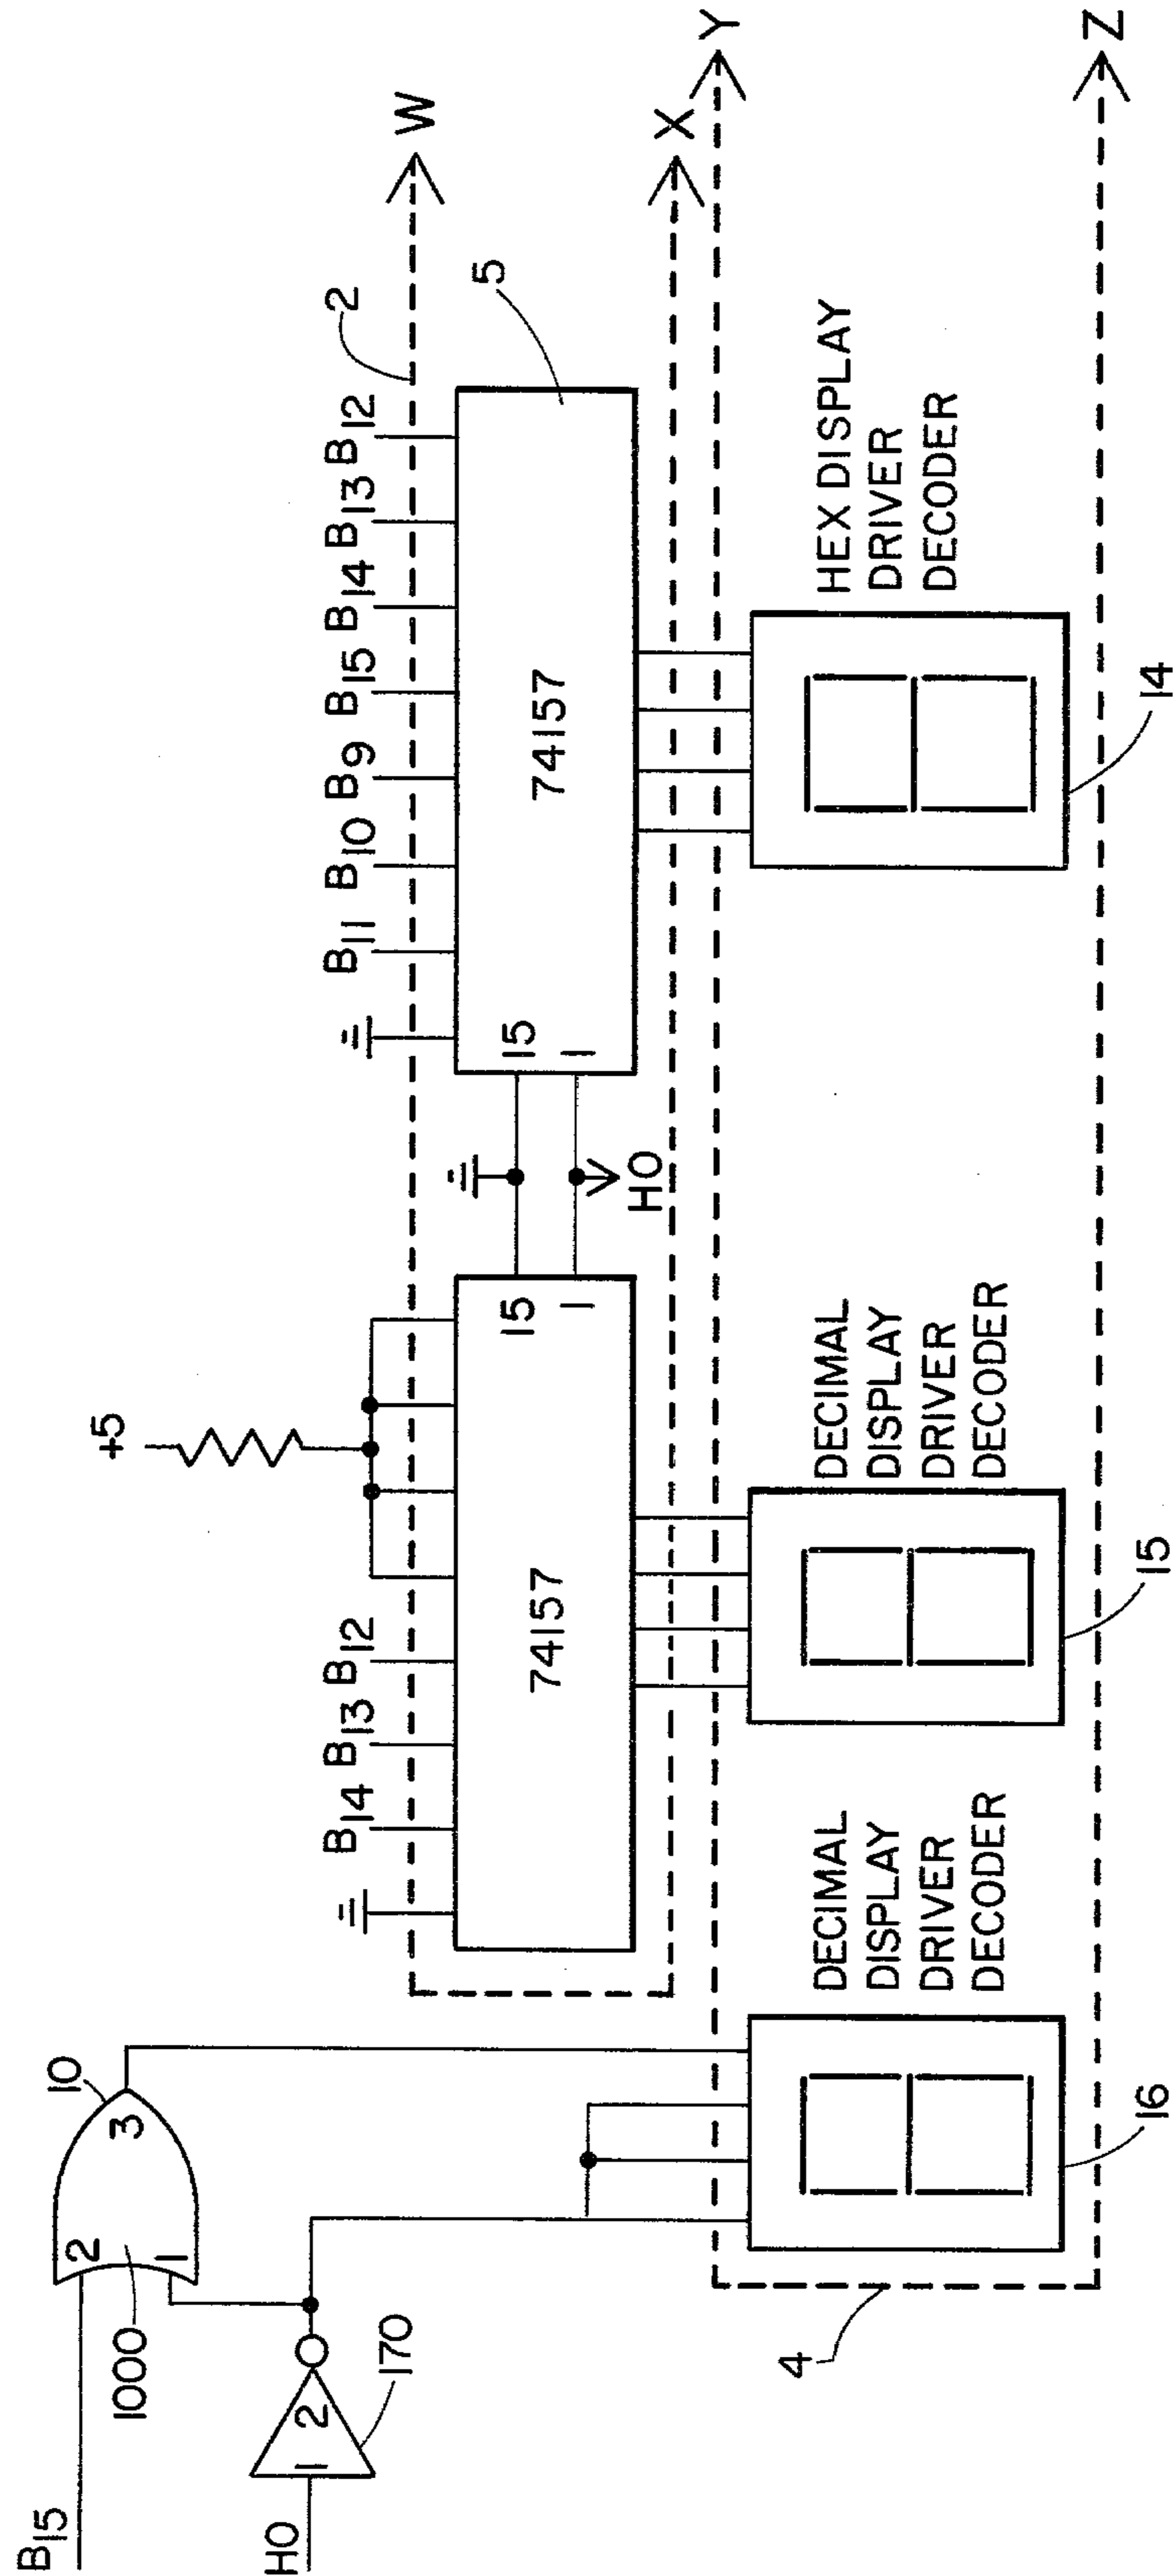 B15
HO
1000
10
2
1
3
1
2
170
+5
B14 B13 B12
B11 B10 B9 B15 B14 B13 B12
2
W
74157
15
1
HO
15
1
74157
5
X
Y
4
16
DECIMAL
DISPLAY
DRIVER
DECODER
15
DECIMAL
DISPLAY
DRIVER
DECODER
14
HEX DISPLAY
DRIVER
DECODER
Z